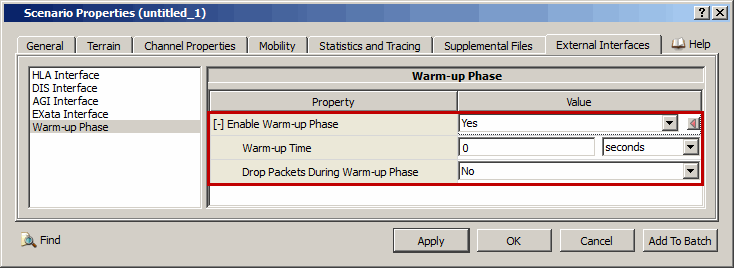 Scenario Properties (untitled_1)
?
General Terrain Channel Properties Mobility Statistics and Tracing Supplemental Files External Interfaces Help
HLA Interface
DIS Interface
AGI Interface
EXata Interface
Warm-up Phase
Warm-up Phase
Property Value
[-] Enable Warm-up Phase Yes
Warm-up Time 0 seconds
Drop Packets During Warm-up Phase No
Find Apply OK Cancel Add To Batch